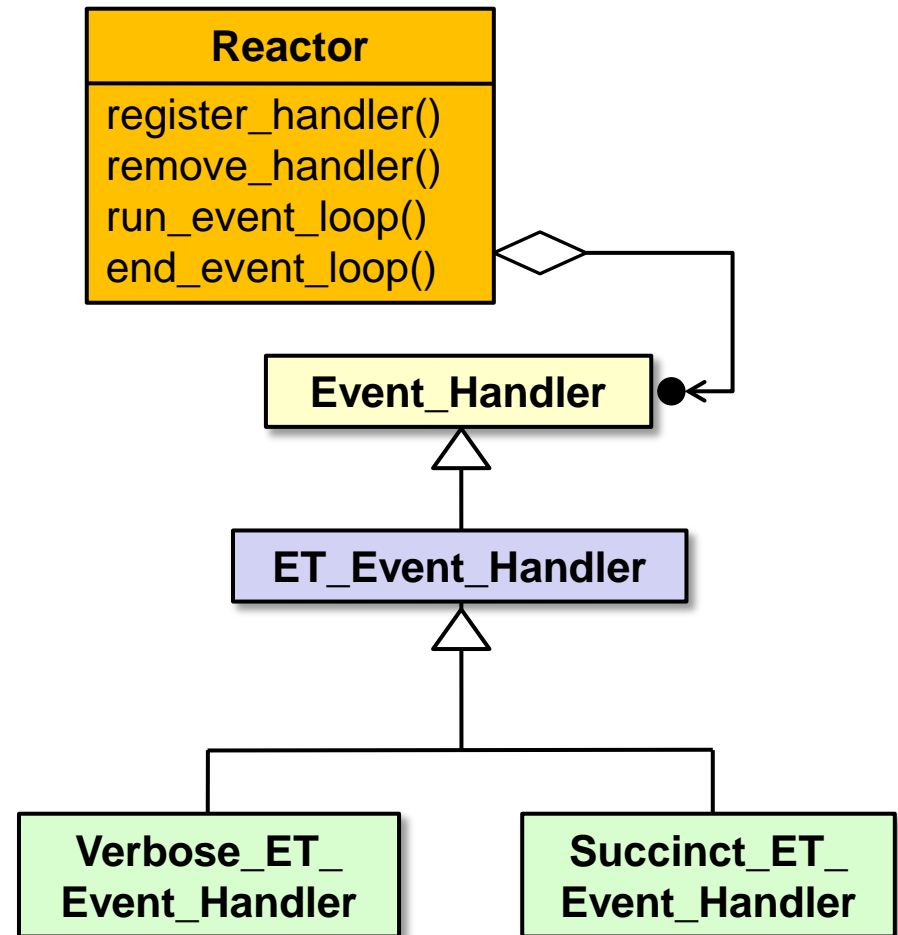 Reactor
register_handler()
remove_handler()
run_event_loop()
end_event_loop()
Event_Handler
ET_Event_Handler
Verbose_ET_
Event_Handler
Succinct_ET_
Event_Handler